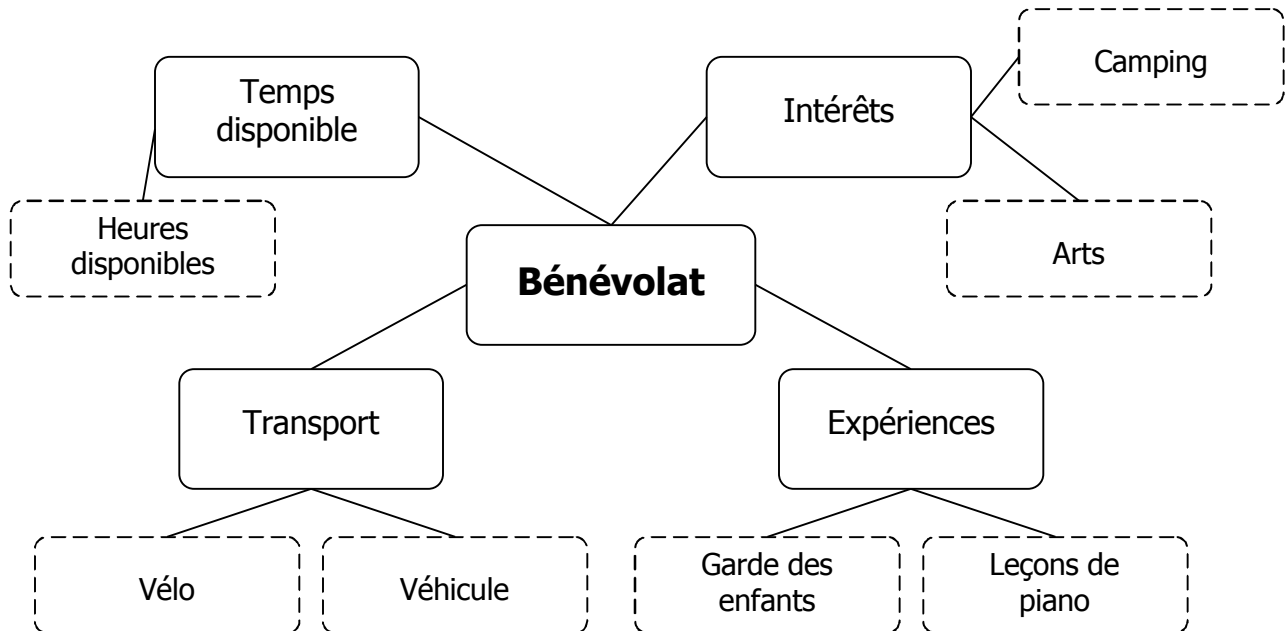 Camping
Temps
disponible
Intérêts
Heures
disponibles
Arts
Bénévolat
Transport
Expériences
Vélo
Véhicule
Garde des
enfants
Leçons de
piano